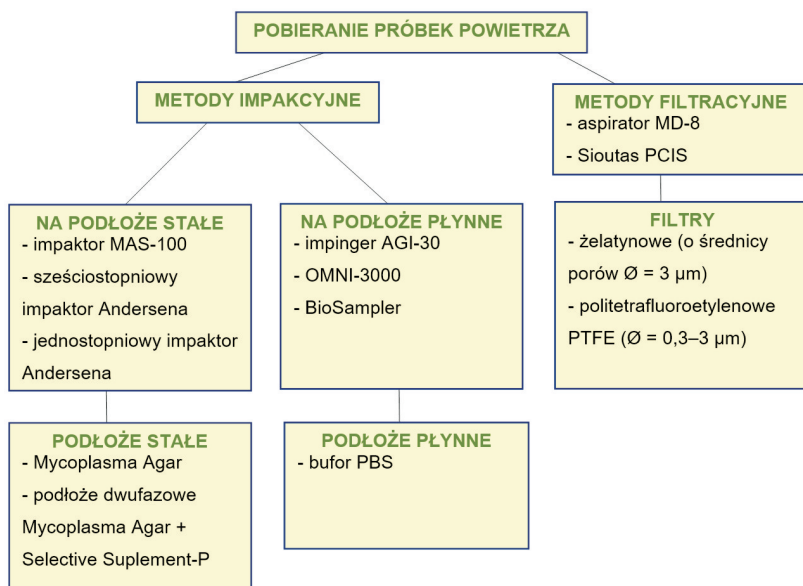 POBIERANIE PRÓBEK POWIETRZA
METODY IMPAKCYJNE
METODY FILTRACYJNE
- aspirator MD-8
- Sioutas PCIS
NA PODŁOŻE STAŁE
- impaktor MAS-100
- sześciostopniowy
impaktor Andersena
- jednostopniowy impaktor
Andersena
NA PODŁOŻE PŁYNNE
- impinger AGI-30
- OMNI-3000
- BioSampler
FILTRY
- żelatynowe (o średnicy
porów Ø = 3 µm)
- politetrafluoroetylenowe
PTFE (Ø = 0,3–3 µm)
PODŁOŻE STAŁE
- Mycoplasma Agar
- podłoże dwufazowe
Mycoplasma Agar +
Selective Suplement-P
PODŁOŻE PŁYNNE
- bufor PBS